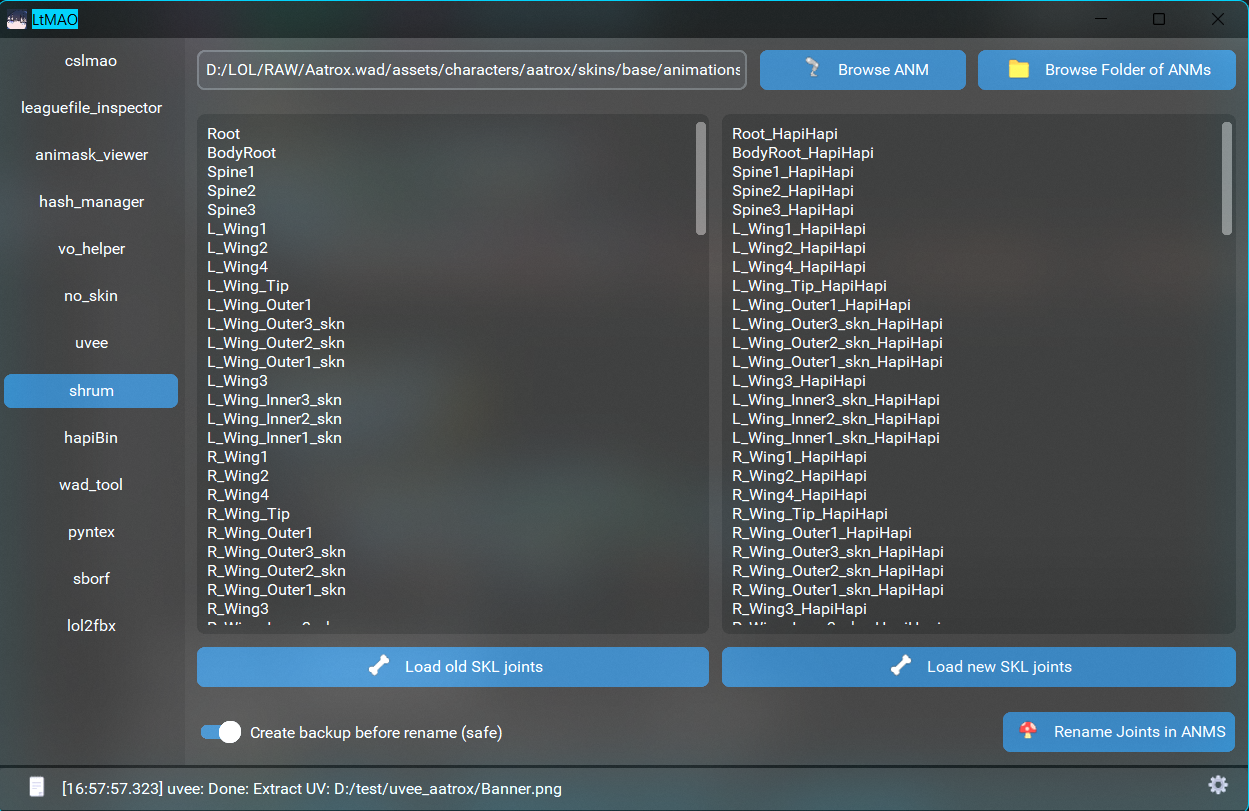 LtMAO
cslmao
leaguefile_inspector
animask_viewer
hash_manager
vo_helper
no_skin
uvee
shrum
hapiBin
wad_tool
pyntex
sborf
lol2fbx
D:/LOL/RAW/Aatrox.wad/assets/characters/aatrox/skins/base/animations
Browse ANM
Browse Folder of ANMs
Root
BodyRoot
Spine1
Spine2
Spine3
L_Wing1
L_Wing2
L_Wing4
L_Wing_Tip
L_Wing_Outer1
L_Wing_Outer3_skn
L_Wing_Outer2_skn
L_Wing_Outer1_skn
L_Wing3
L_Wing_Inner3_skn
L_Wing_Inner2_skn
L_Wing_Inner1_skn
R_Wing1
R_Wing2
R_Wing4
R_Wing_Tip
R_Wing_Outer1
R_Wing_Outer3_skn
R_Wing_Outer2_skn
R_Wing_Outer1_skn
R_Wing3
Root_HapiHapi
BodyRoot_HapiHapi
Spine1_HapiHapi
Spine2_HapiHapi
Spine3_HapiHapi
L_Wing1_HapiHapi
L_Wing2_HapiHapi
L_Wing4_HapiHapi
L_Wing_Tip_HapiHapi
L_Wing_Outer1_HapiHapi
L_Wing_Outer3_skn_HapiHapi
L_Wing_Outer2_skn_HapiHapi
L_Wing_Outer1_skn_HapiHapi
L_Wing3_HapiHapi
L_Wing_Inner3_skn_HapiHapi
L_Wing_Inner2_skn_HapiHapi
L_Wing_Inner1_skn_HapiHapi
R_Wing1_HapiHapi
R_Wing2_HapiHapi
R_Wing4_HapiHapi
R_Wing_Tip_HapiHapi
R_Wing_Outer1_HapiHapi
R_Wing_Outer3_skn_HapiHapi
R_Wing_Outer2_skn_HapiHapi
R_Wing_Outer1_skn_HapiHapi
R_Wing3_HapiHapi
Load old SKL joints
Load new SKL joints
Create backup before rename (safe)
Rename Joints in ANMS
[16:57:57.323] uvee: Done: Extract UV: D:/test/uvee_aatrox/Banner.png